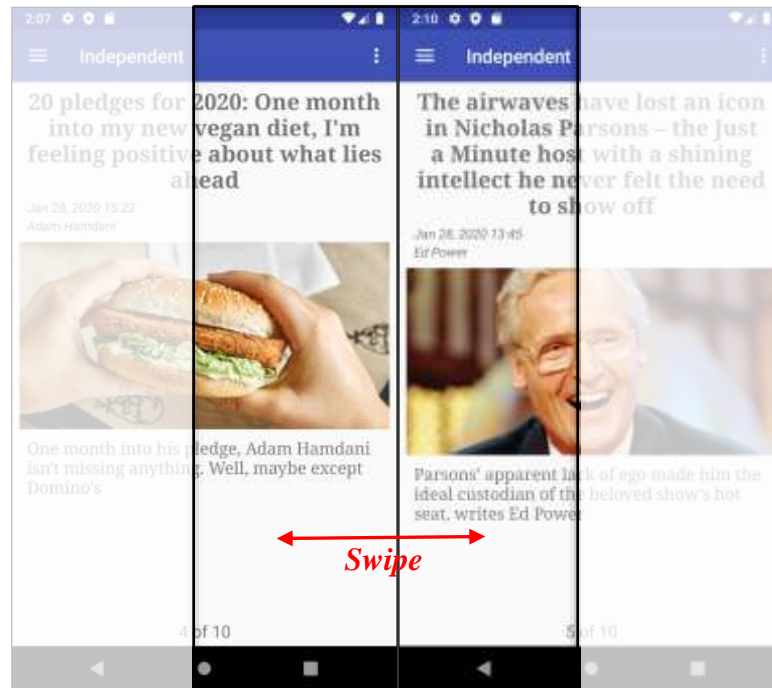 2:07
Independent
20 pledges for 2020: One month
into my new vegan diet, I'm
feeling positive about what lies
ahead
Jan 28, 2020 15:22
Adam Hamdani
One month into his pledge, Adam Hamdani
isn't missing anything. Well, maybe except
Domino's
4 of 10
2:10
Independent
The airwaves have lost an icon
in Nicholas Parsons – the Just
a Minute host with a shining
intellect he never felt the need
to show off
Jan 28, 2020 13:45
Ed Power
Parsons' apparent lack of ego made him the
ideal custodian of the beloved show's hot
seat, writes Ed Power
5 of 10
Swipe